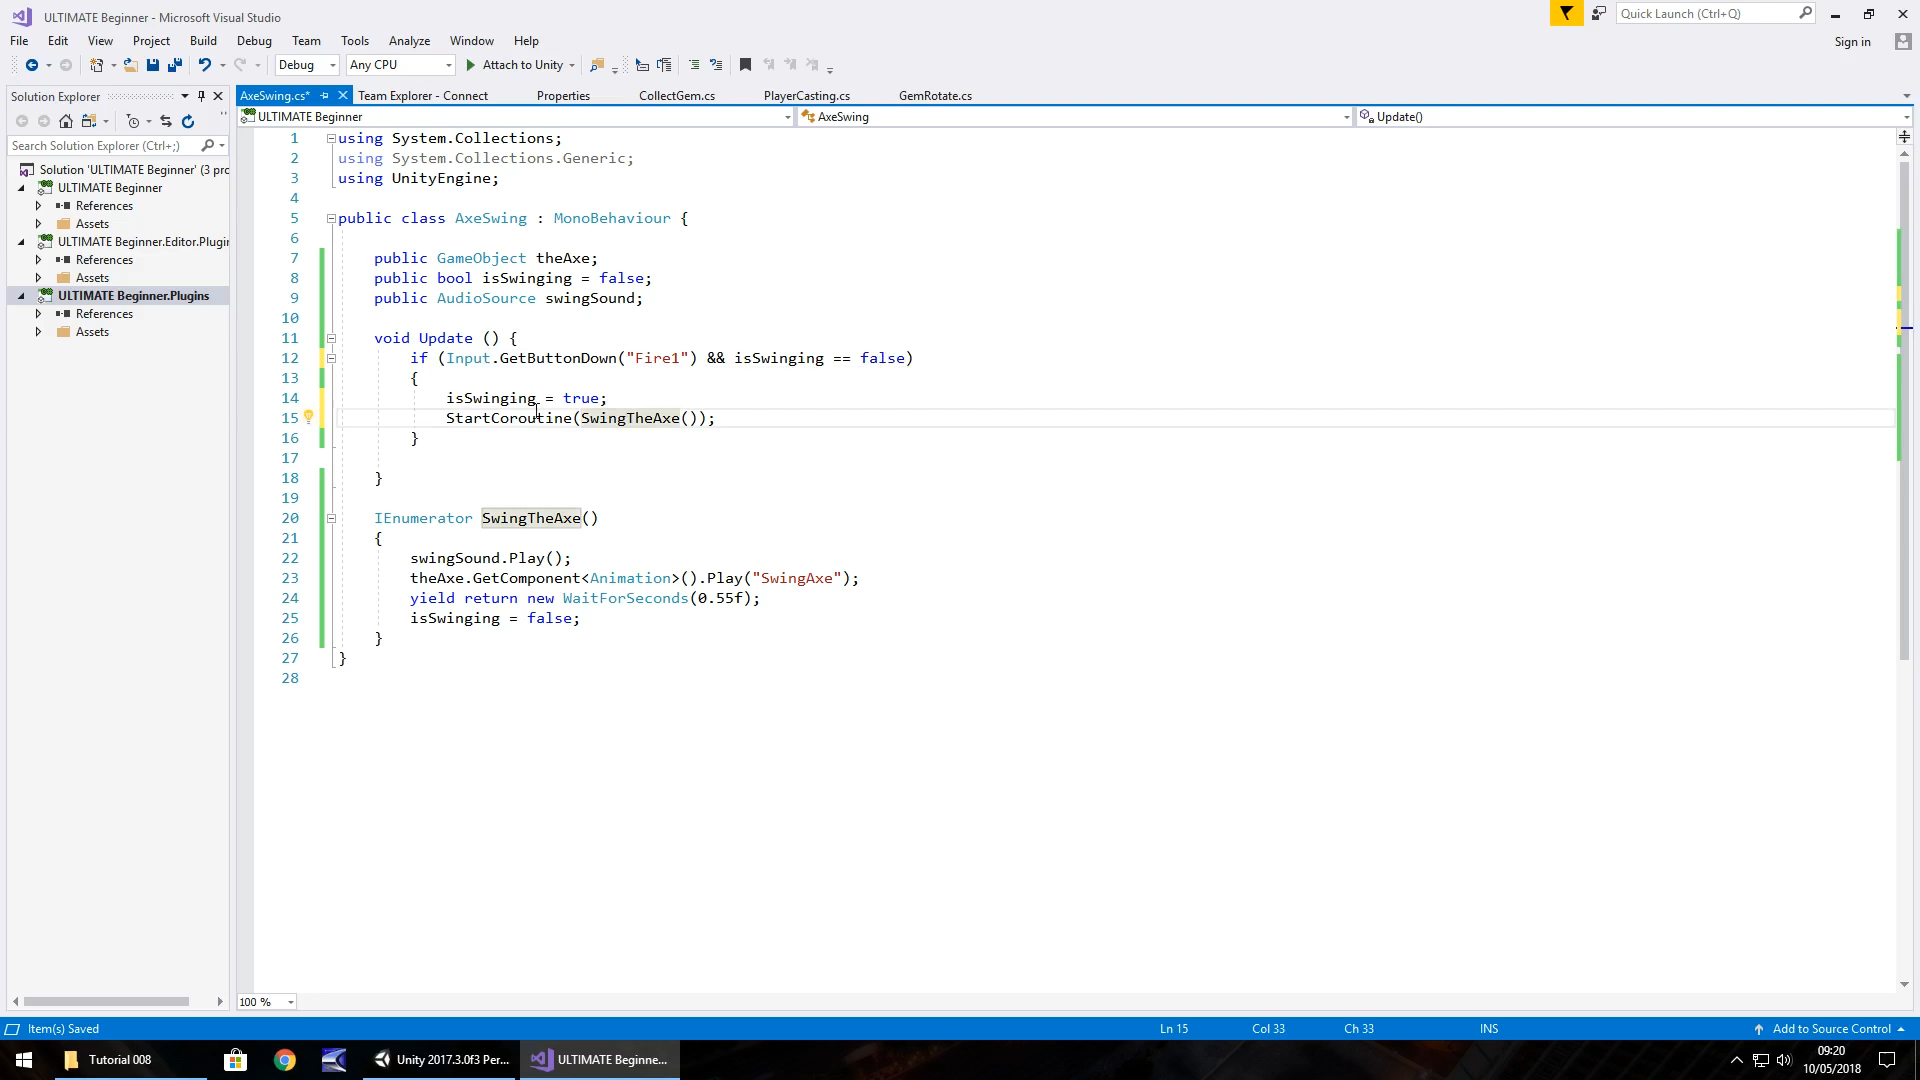 ULTIMATE Beginner - Microsoft Visual Studio
Quick Launch (Ctrl+Q)
File Edit View Project Build Debug Team Tools Analyze Window Help
Sign in
Debug Any CPU Attach to Unity
Solution Explorer
AxeSwing.cs* Team Explorer - Connect Properties CollectGem.cs PlayerCasting.cs GemRotate.cs
ULTIMATE Beginner AxeSwing Update()
Search Solution Explorer (Ctrl+;)
Solution 'ULTIMATE Beginner' (3 pro
ULTIMATE Beginner
References
Assets
ULTIMATE Beginner.Editor.Plugin
References
Assets
ULTIMATE Beginner.Plugins
References
Assets
1 using System.Collections;
2 using System.Collections.Generic;
3 using UnityEngine;
4
5 public class AxeSwing : MonoBehaviour {
6
7 public GameObject theAxe;
8 public bool isSwinging = false;
9 public AudioSource swingSound;
10
11 void Update () {
12 if (Input.GetButtonDown("Fire1") && isSwinging == false)
13 {
14 isSwinging = true;
15 StartCoroutine(SwingTheAxe());
16 }
17
18 }
19
20 IEnumerator SwingTheAxe()
21 {
22 swingSound.Play();
23 theAxe.GetComponent<Animation>().Play("SwingAxe");
24 yield return new WaitForSeconds(0.55f);
25 isSwinging = false;
26 }
27 }
28
100 %
Item(s) Saved Ln 15 Col 33 Ch 33 INS Add to Source Control
Tutorial 008 Unity 2017.3.0f3 Per... ULTIMATE Beginne...
09:20
10/05/2018